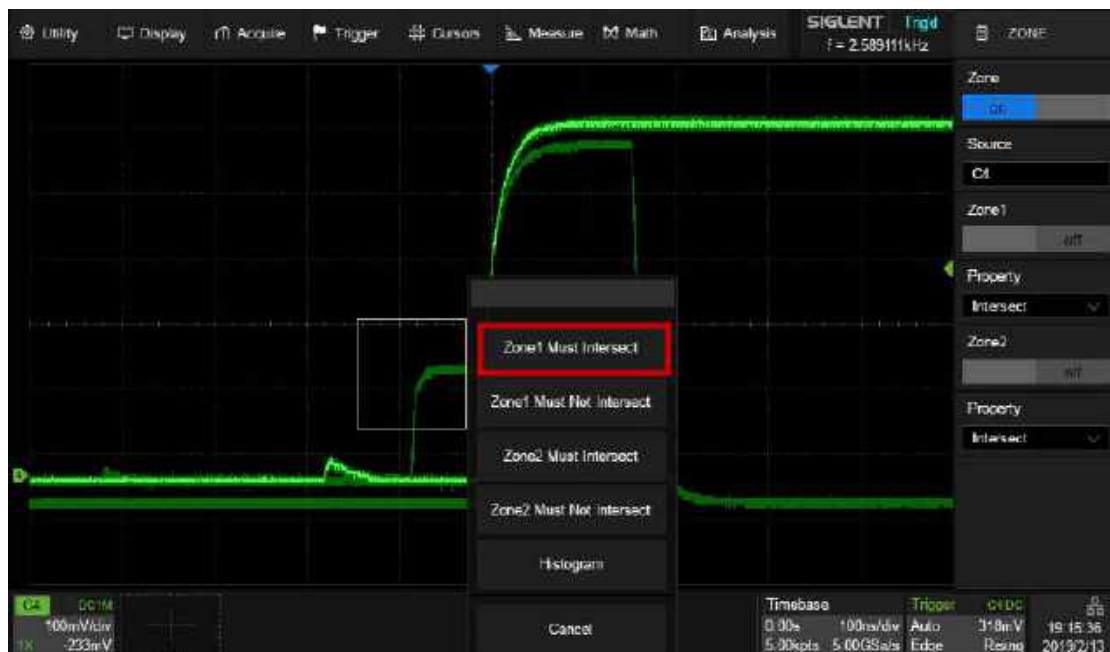 Utility Display Acquire Trigger Cursors Measure Math Analysis
SIGLENT Trig'd
f = 2.589111kHz
ZONE
Zone
on
Source
C4
Zone1
off
Property
Intersect
Zone2
off
Property
Intersect
Zone1 Must Intersect
Zone1 Must Not Intersect
Zone2 Must Intersect
Zone2 Must Not Intersect
Histogram
Cancel
C4 DC1M
100mV/div
1X -233mV
Timebase
0.00s 100ns/div
5.00kpts 5.00GSa/s
Trigger C4 DC
Auto 318mV
Edge Rising
19:15:36
2019/2/13